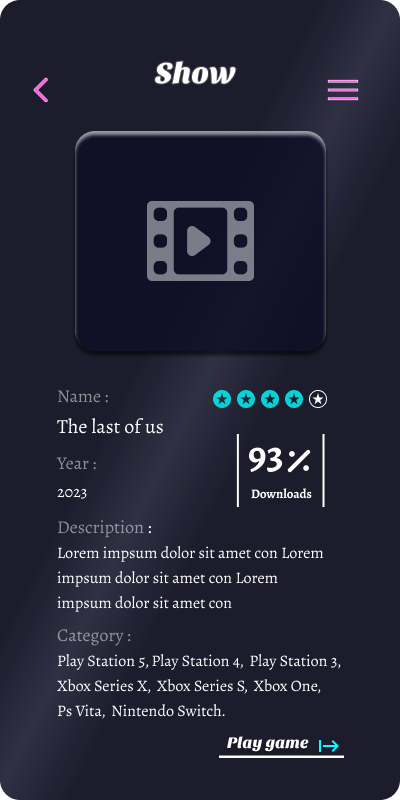 Show
Name :
The last of us
Year :
2023
93%
Downloads
Description :
Lorem impsum dolor sit amet con Lorem
impsum dolor sit amet con Lorem
impsum dolor sit amet con
Category :
Play Station 5, Play Station 4, Play Station 3,
Xbox Series X, Xbox Series S, Xbox One,
Ps Vita, Nintendo Switch.
Play game